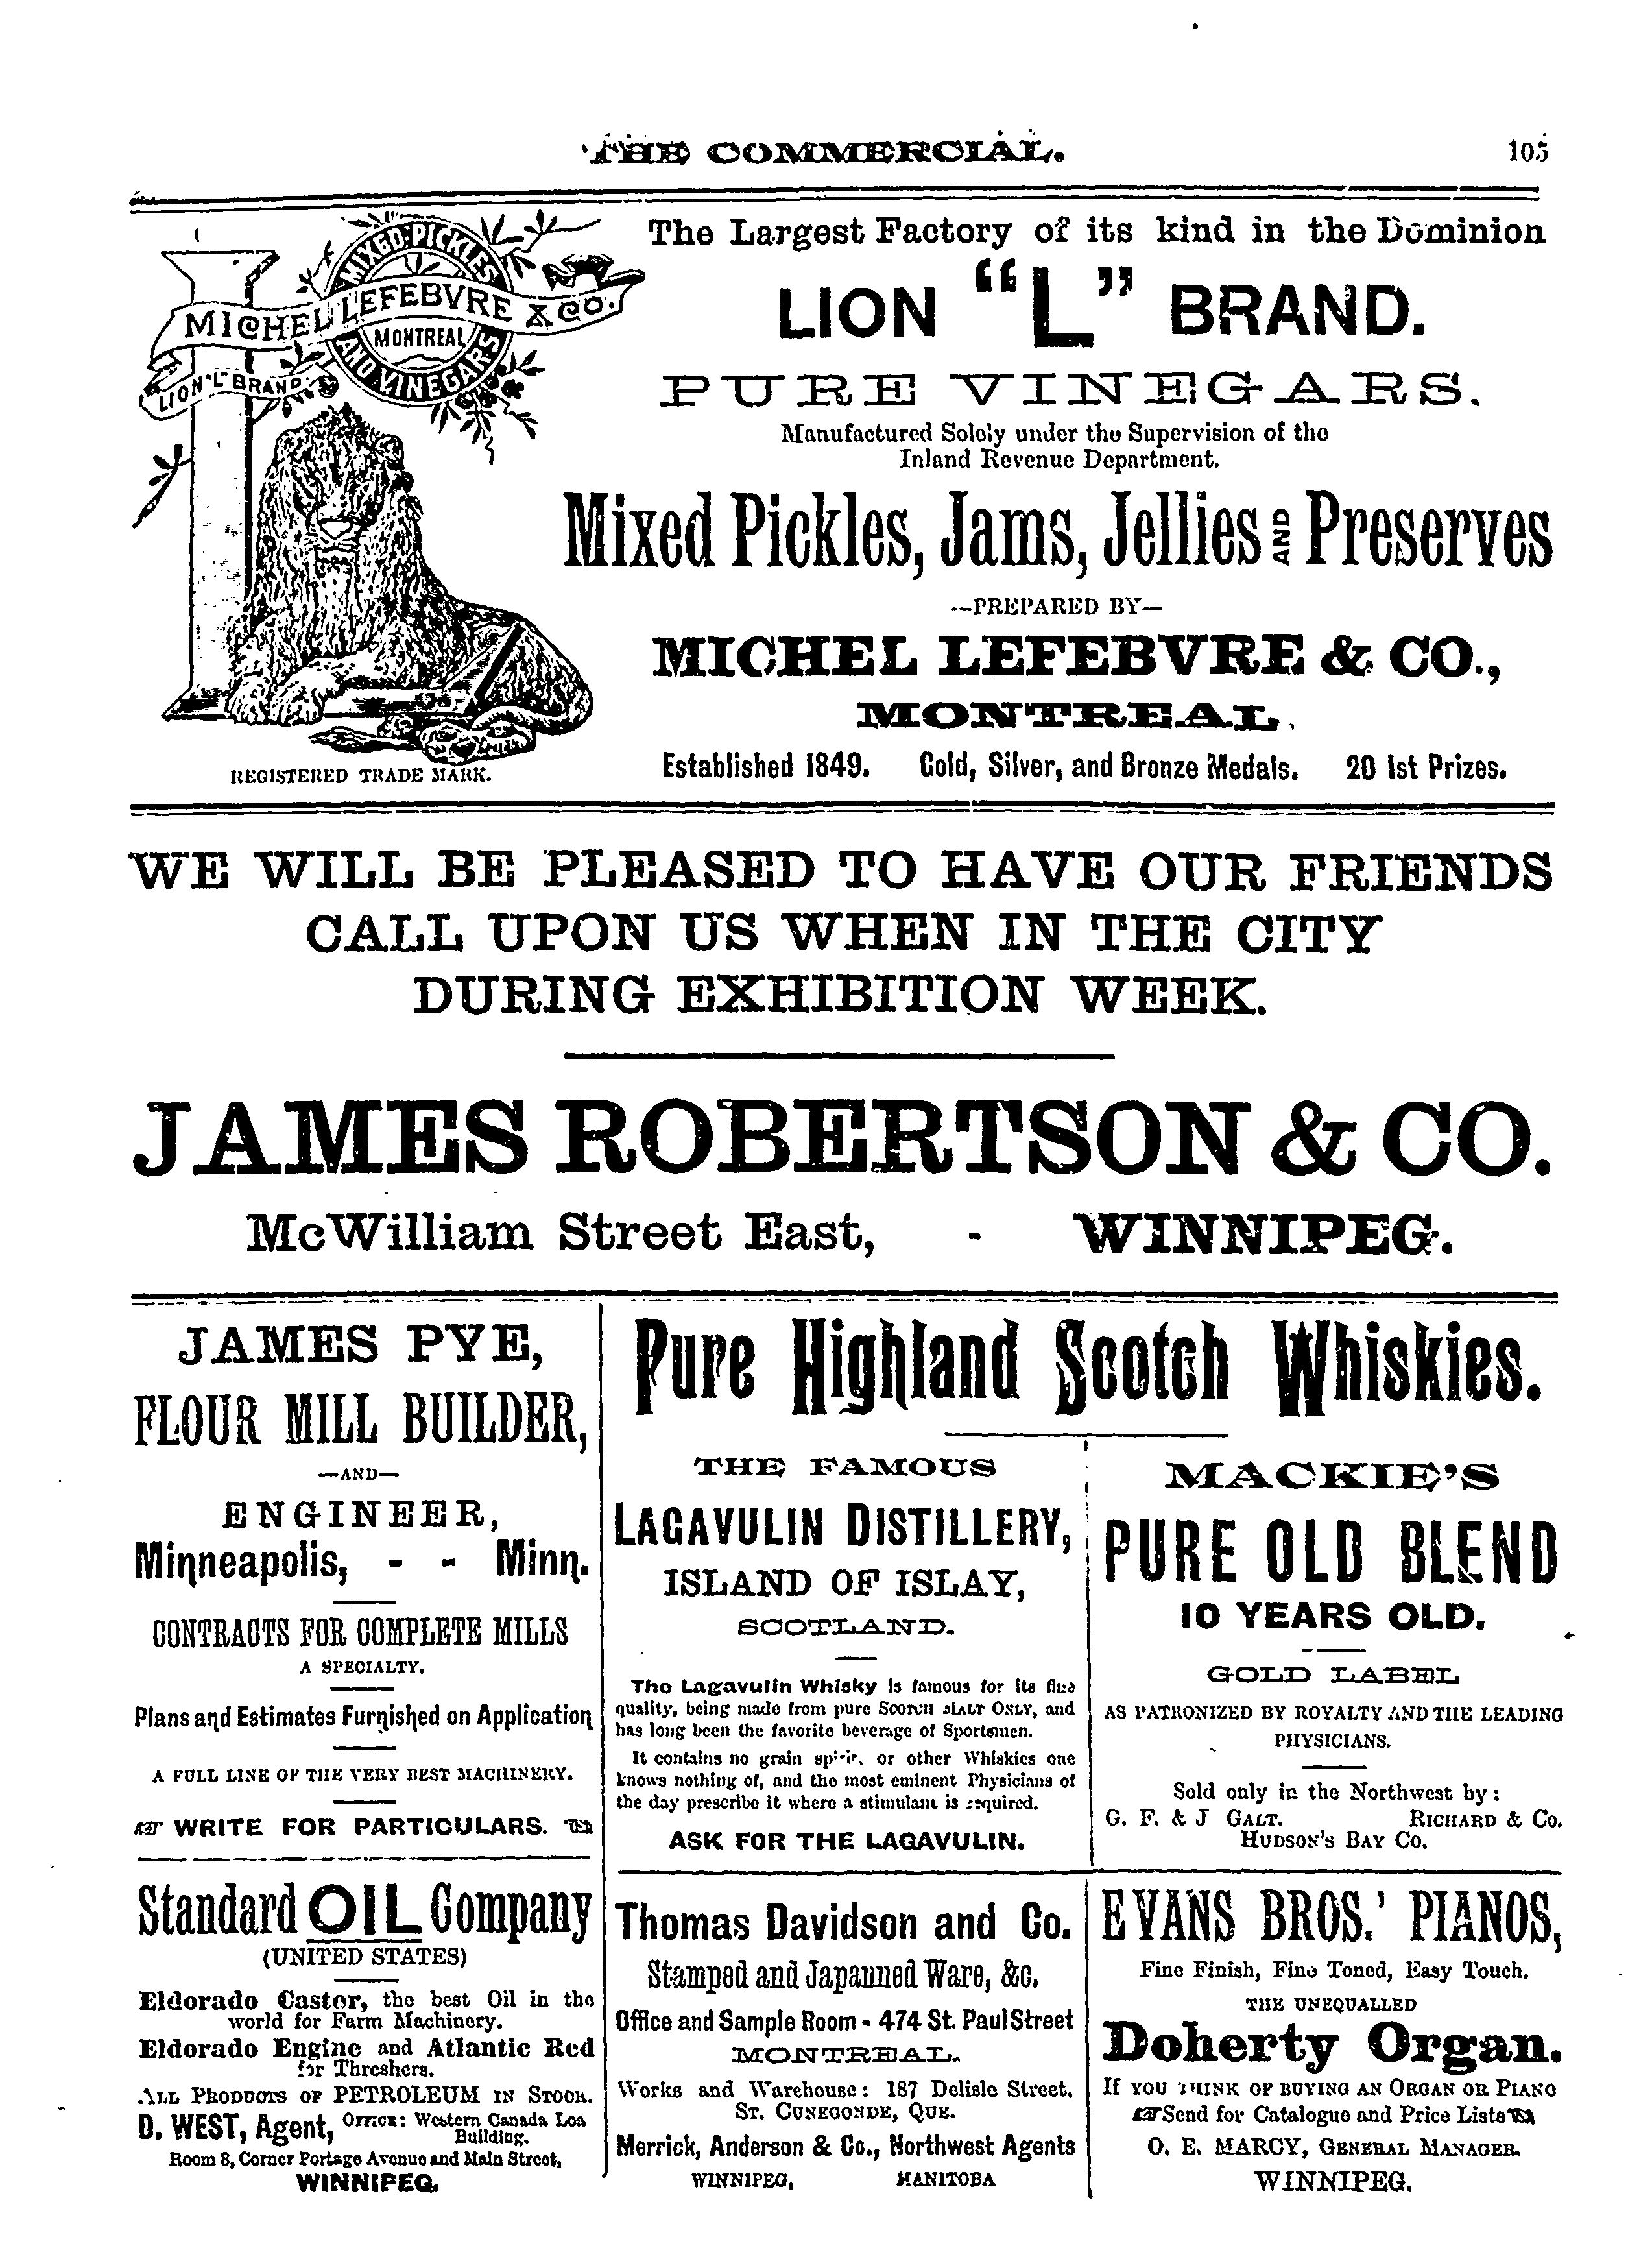 THE COMMERCIAL.
105
MIXED PICKLES
MICHEL LEFEBVRE & CO.
MONTREAL
AND VINEGARS
LION "L" BRAND
REGISTERED TRADE MARK.
The Largest Factory of its kind in the Dominion
LION "L" BRAND.
PURE VINEGARS.
Manufactured Solely under the Supervision of the
Inland Revenue Department.
Mixed Pickles, Jams, Jellies AND Preserves
--PREPARED BY—
MICHEL LEFEBVRE & CO.,
MONTREAL.
Established 1849. Gold, Silver, and Bronze Medals. 20 1st Prizes.
WE WILL BE PLEASED TO HAVE OUR FRIENDS
CALL UPON US WHEN IN THE CITY
DURING EXHIBITION WEEK.
JAMES ROBERTSON & CO.
McWilliam Street East, - WINNIPEG.
JAMES PYE,
FLOUR MILL BUILDER,
—AND—
ENGINEER,
Minneapolis, - - Minn.
CONTRACTS FOR COMPLETE MILLS
A SPECIALTY.
Plans and Estimates Furnished on Application
A FULL LINE OF THE VERY BEST MACHINERY.
☞ WRITE FOR PARTICULARS. ☜
Pure Highland Scotch Whiskies.
THE FAMOUS
LAGAVULIN DISTILLERY,
ISLAND OF ISLAY,
SCOTLAND.
The Lagavulin Whisky is famous for its fine
quality, being made from pure SCOTCH MALT ONLY, and
has long been the favorite beverage of Sportsmen.
It contains no grain spirit, or other Whiskies one
knows nothing of, and the most eminent Physicians of
the day prescribe it where a stimulant is required.
ASK FOR THE LAGAVULIN.
MACKIE'S
PURE OLD BLEND
10 YEARS OLD.
GOLD LABEL
AS PATRONIZED BY ROYALTY AND THE LEADING
PHYSICIANS.
Sold only in the Northwest by:
G. F. & J GALT. RICHARD & Co.
HUDSON'S BAY CO.
Standard OIL Company
(UNITED STATES)
Eldorado Castor, the best Oil in the
world for Farm Machinery.
Eldorado Engine and Atlantic Red
for Threshers.
ALL PRODUCTS OF PETROLEUM IN STOCK.
D. WEST, Agent, OFFICE: Western Canada Loa
Building.
Room 8, Corner Portage Avenue and Main Street,
WINNIPEG.
Thomas Davidson and Co.
Stamped and Japanned Ware, &c.
Office and Sample Room - 474 St. Paul Street
MONTREAL.
Works and Warehouse: 187 Delisle Street,
ST. CUNEGONDE, QUE.
Merrick, Anderson & Co., Northwest Agents
WINNIPEG, MANITOBA
EVANS BROS.' PIANOS,
Fine Finish, Fine Toned, Easy Touch.
THE UNEQUALLED
Doherty Organ.
If YOU THINK OF BUYING AN ORGAN OR PIANO
☞Send for Catalogue and Price Lists☜
O. E. MARCY, GENERAL MANAGER.
WINNIPEG.